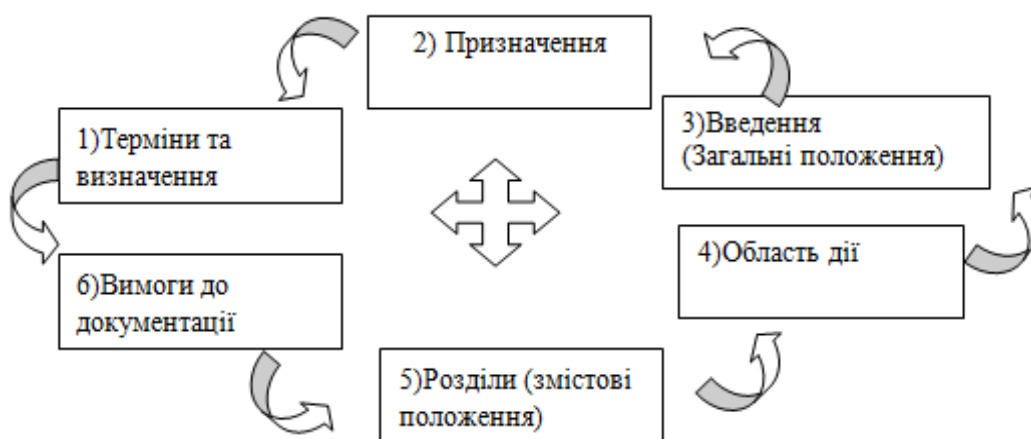 2) Призначення
1)Терміни та
визначення
3)Введення
(Загальні положення)
6)Вимоги до
документації
4)Область дії
5)Розділи (змістові
положення)